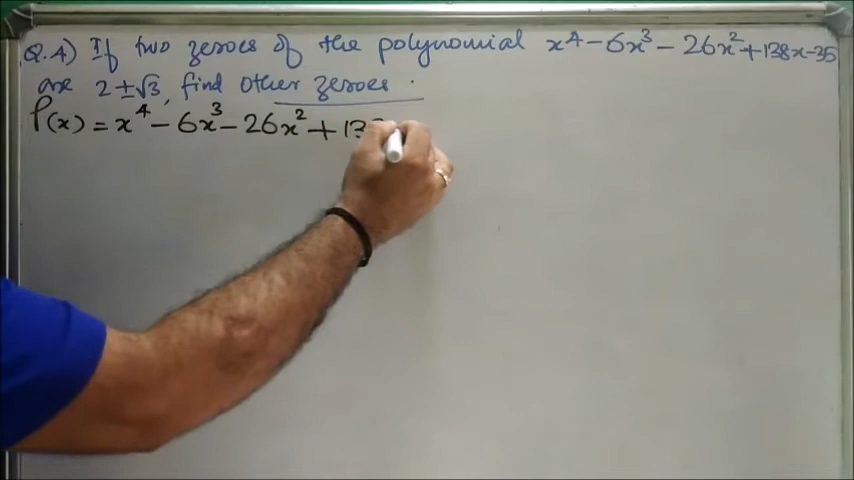 Q.4) If two zeroes of the polynomial x⁴ - 6x³ - 26x² + 138x - 35
are 2 ± √3, find other zeroes.
P(x) = x⁴ - 6x³ - 26x² + 13